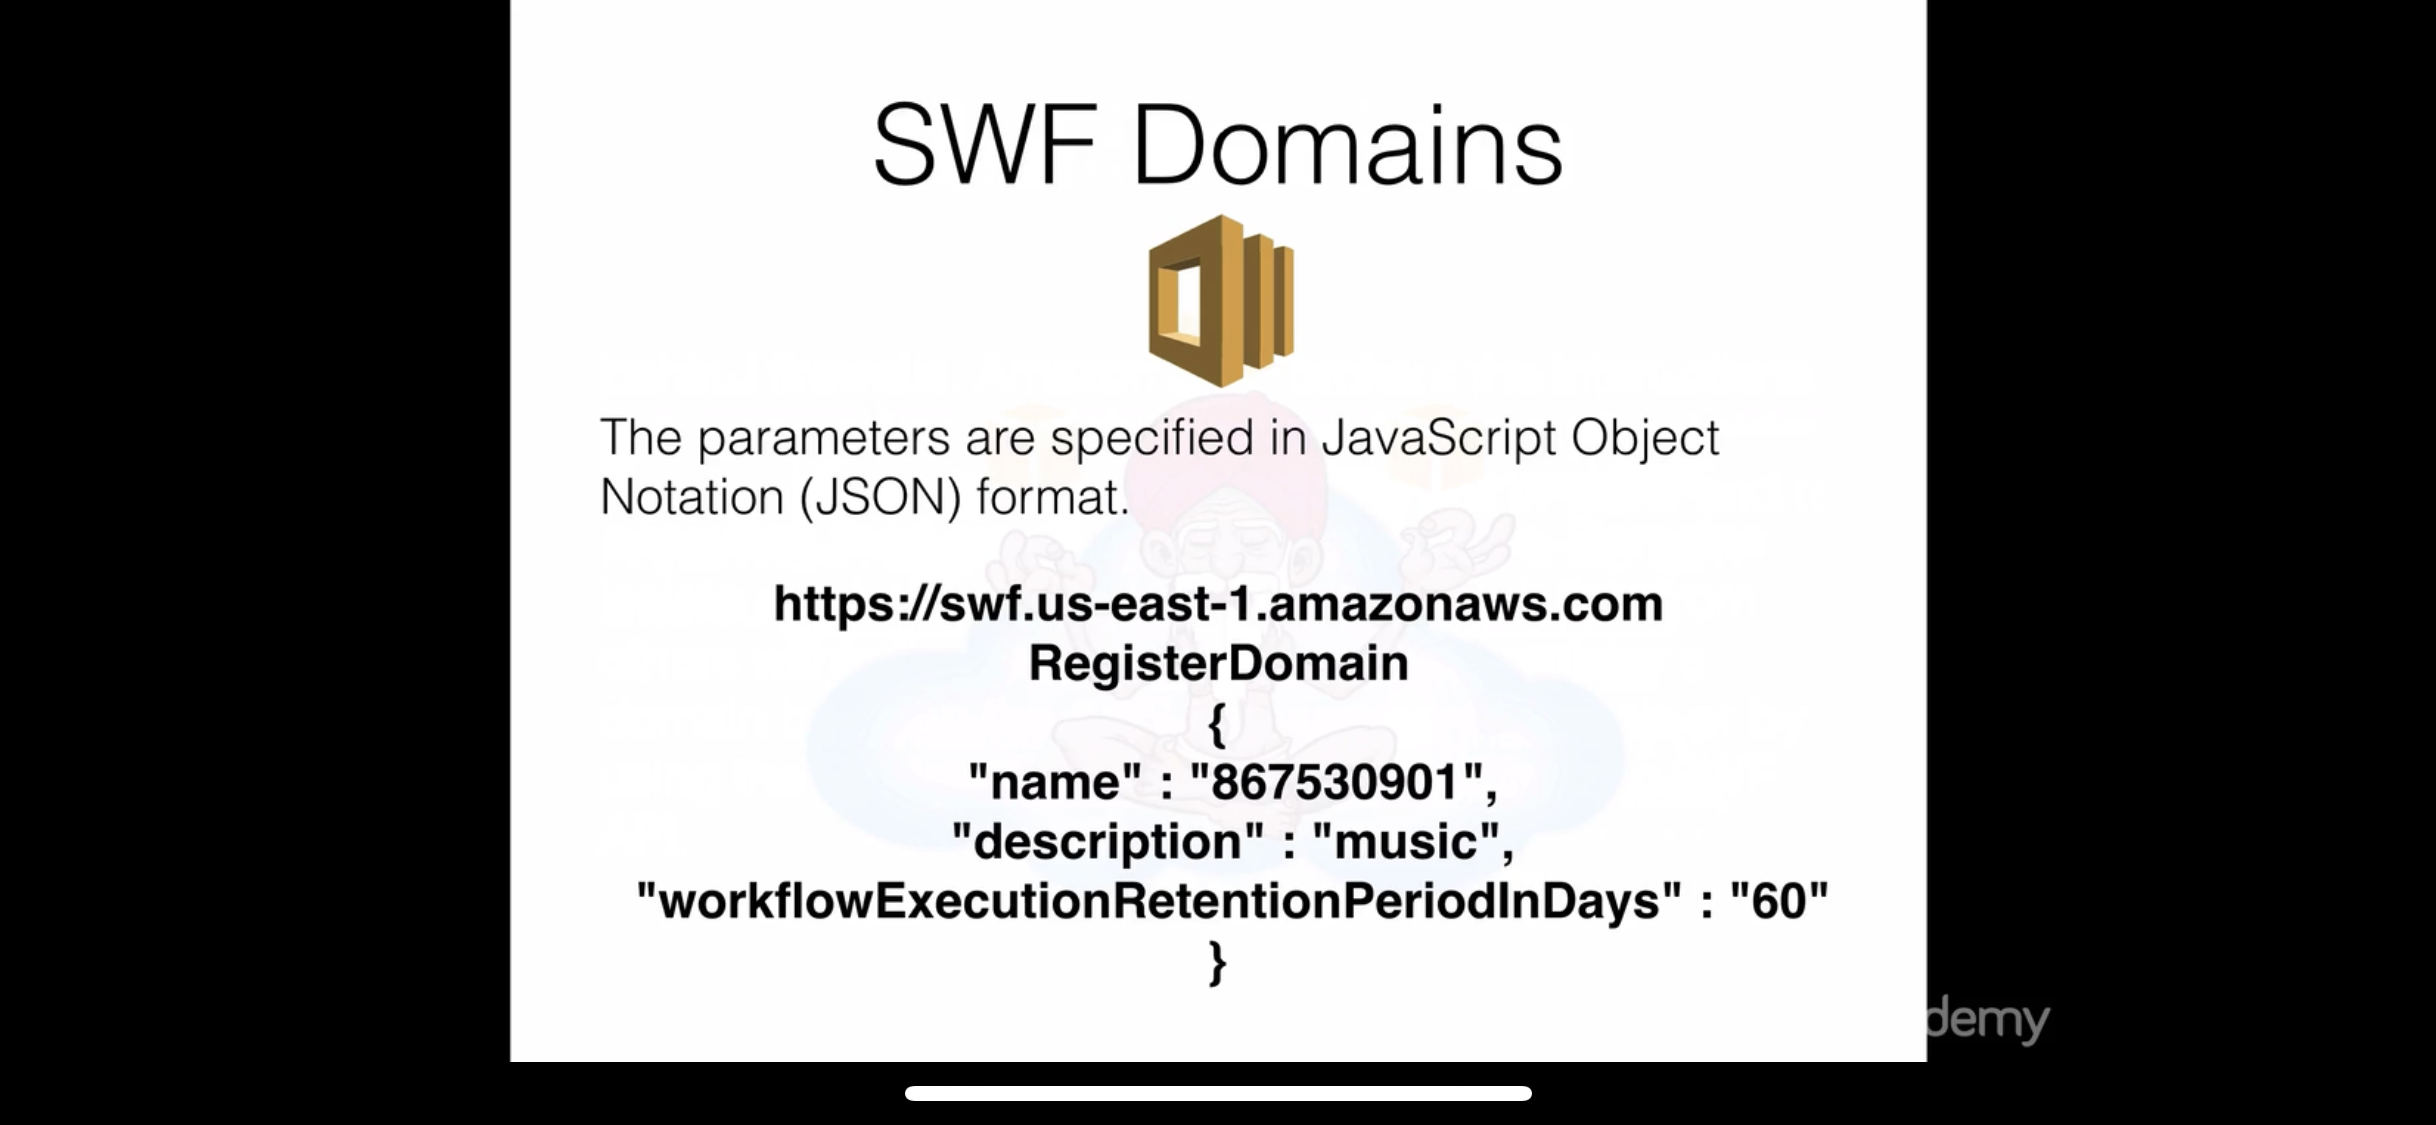 SWF Domains
The parameters are specified in JavaScript Object
Notation (JSON) format.
https://swf.us-east-1.amazonaws.com
RegisterDomain
{
"name" : "867530901",
"description" : "music",
"workflowExecutionRetentionPeriodInDays" : "60"
}
demy